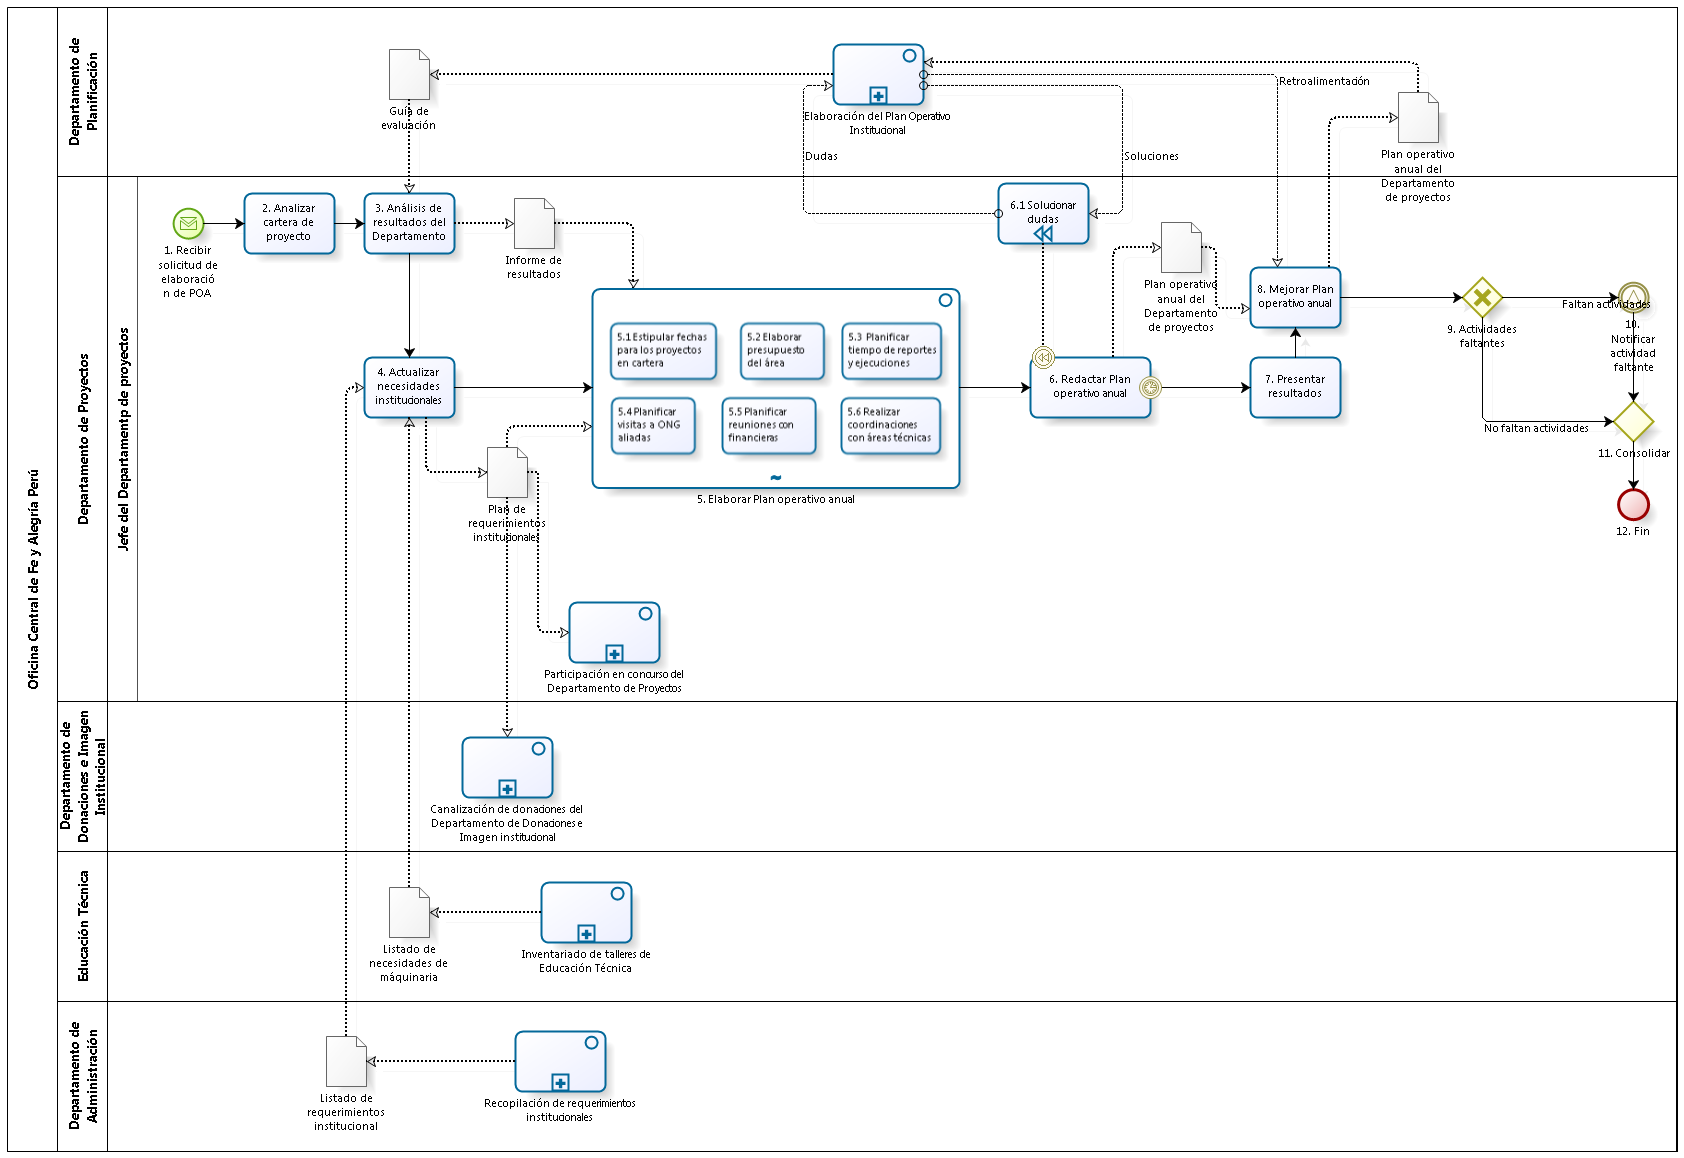 Oficina Central de Fe y Alegría Perú
Departamento de
Planificación
Guía de
evaluación
Elaboración del Plan Operativo
Institucional
Retroalimentación
Dudas
Soluciones
Plan operativo
anual del
Departamento
de proyectos
Departamento de Proyectos
Jefe del Departamentp de proyectos
1. Recibir
solicitud de
elaboració
n de POA
2. Analizar
cartera de
proyecto
3. Análisis de
resultados del
Departamento
Informe de
resultados
6.1 Solucionar
dudas
Plan operativo
anual del
Departamento
de proyectos
8. Mejorar Plan
operativo anual
9. Actividades
faltantes
Faltan actividades
10.
Notificar
actividad
faltante
No faltan actividades
11. Consolidar
12. Fin
4. Actualizar
necesidades
institucionales
5.1 Estipular fechas
para los proyectos
en cartera
5.2 Elaborar
presupuesto
del área
5.3 Planificar
tiempo de reportes
y ejecuciones
5.4 Planificar
visitas a ONG
aliadas
5.5 Planificar
reuniones con
financieras
5.6 Realizar
coordinaciones
con áreas técnicas
5. Elaborar Plan operativo anual
6. Redactar Plan
operativo anual
7. Presentar
resultados
Plan de
requerimientos
institucionales
Participación en concurso del
Departamento de Proyectos
Departamento de
Donaciones e Imagen
Institucional
Canalización de donaciones del
Departamento de Donaciones e
Imagen institucional
Educación Técnica
Listado de
necesidades de
máquinaria
Inventariado de talleres de
Educación Técnica
Departamento de
Administración
Listado de
requerimientos
institucional
Recopilación de requerimientos
institucionales